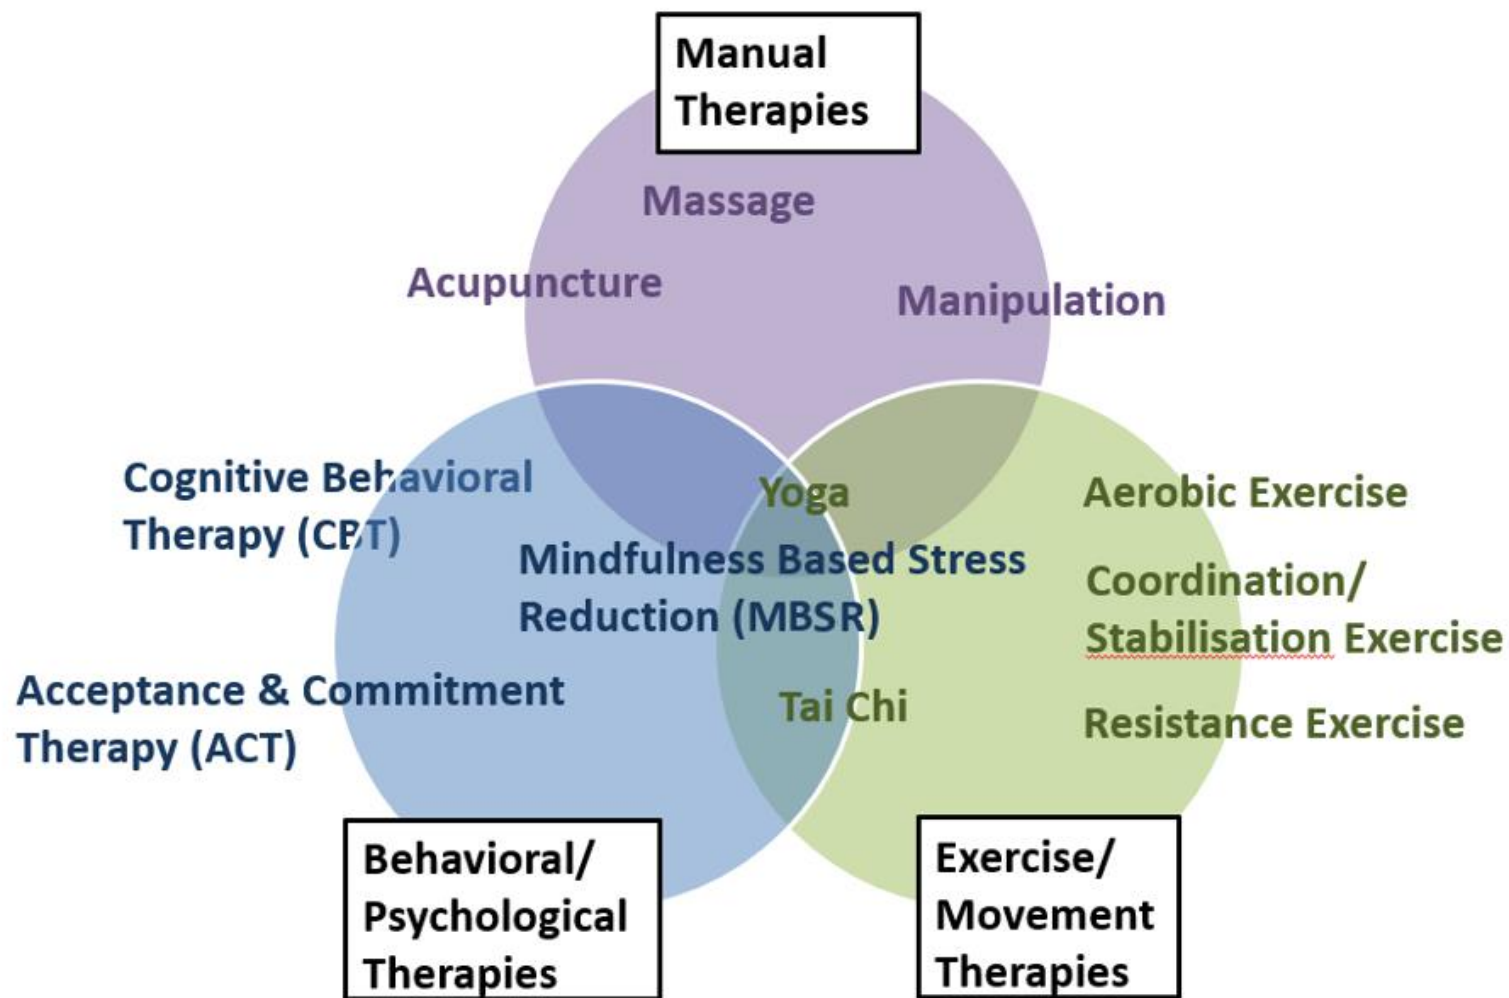 Manual
Therapies
Massage
Acupuncture
Manipulation
Cognitive Behavioral
Therapy (CBT)
Yoga
Aerobic Exercise
Mindfulness Based Stress
Reduction (MBSR)
Coordination/
Stabilisation Exercise
Acceptance & Commitment
Therapy (ACT)
Tai Chi
Resistance Exercise
Behavioral/
Psychological
Therapies
Exercise/
Movement
Therapies